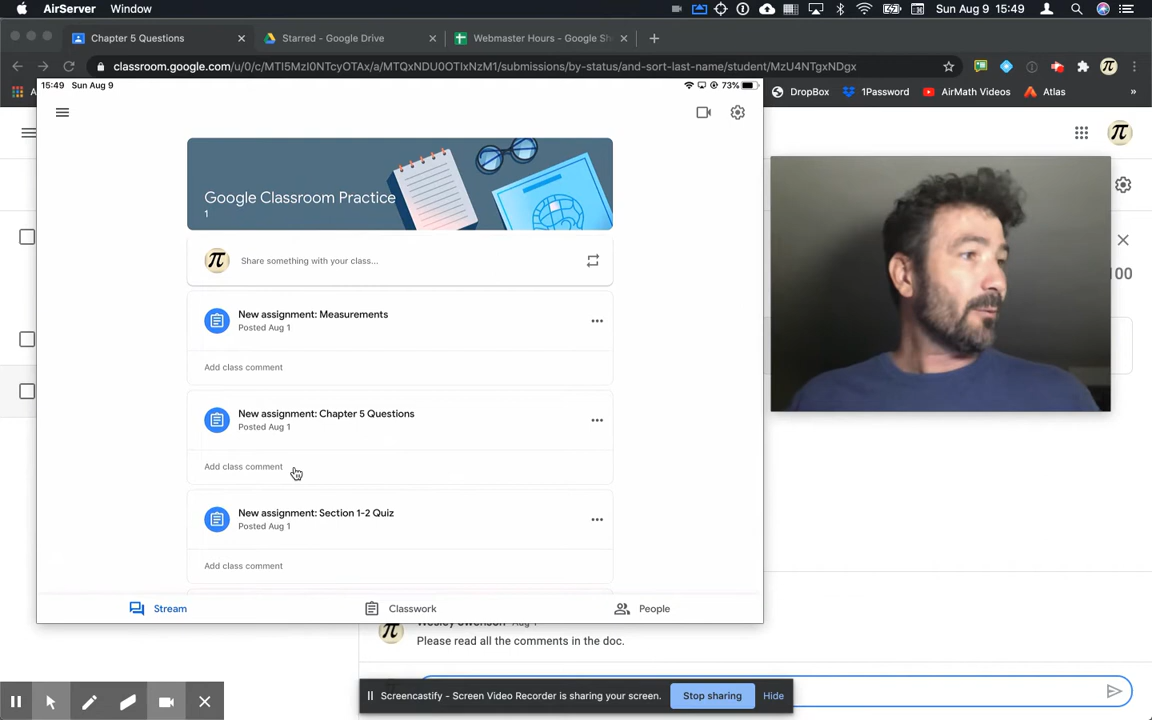 AirServer Window Sun Aug 9 15:49
Chapter 5 Questions Starred - Google Drive Webmaster Hours - Google Sh
classroom.google.com/u/0/c/MTI5MzI0NTcyOTAx/a/MTQxNDU0OTIxNzM1/submissions/by-status/and-sort-last-name/student/MzU4NTgxNDgx
DropBox 1Password AirMath Videos Atlas »
15:49 Sun Aug 9 73%
Google Classroom Practice
1
Share something with your class...
New assignment: Measurements
Posted Aug 1
Add class comment
New assignment: Chapter 5 Questions
Posted Aug 1
Add class comment
New assignment: Section 1-2 Quiz
Posted Aug 1
Add class comment
Stream Classwork People
100
Aug 1
Please read all the comments in the doc.
Screencastify - Screen Video Recorder is sharing your screen. Stop sharing Hide